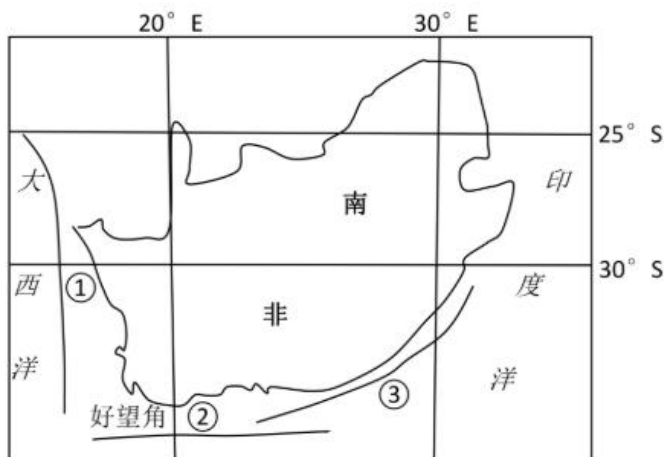 20° E 30° E
25° S
大 印
南
30° S
西 ① 度
非
洋 ③ 洋
好望角 ②